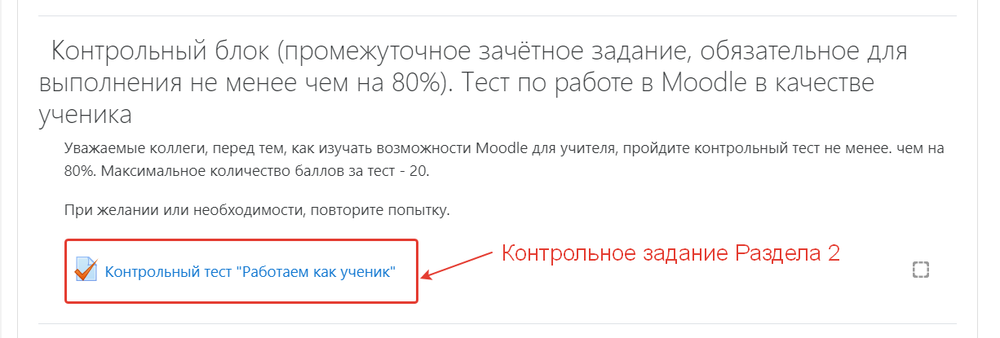 Контрольный блок (промежуточное зачётное задание, обязательное для
выполнения не менее чем на 80%). Тест по работе в Moodle в качестве
ученика
Уважаемые коллеги, перед тем, как изучать возможности Moodle для учителя, пройдите контрольный тест не менее. чем на
80%. Максимальное количество баллов за тест - 20.
При желании или необходимости, повторите попытку.
Контрольное задание Раздела 2
Контрольный тест "Работаем как ученик"